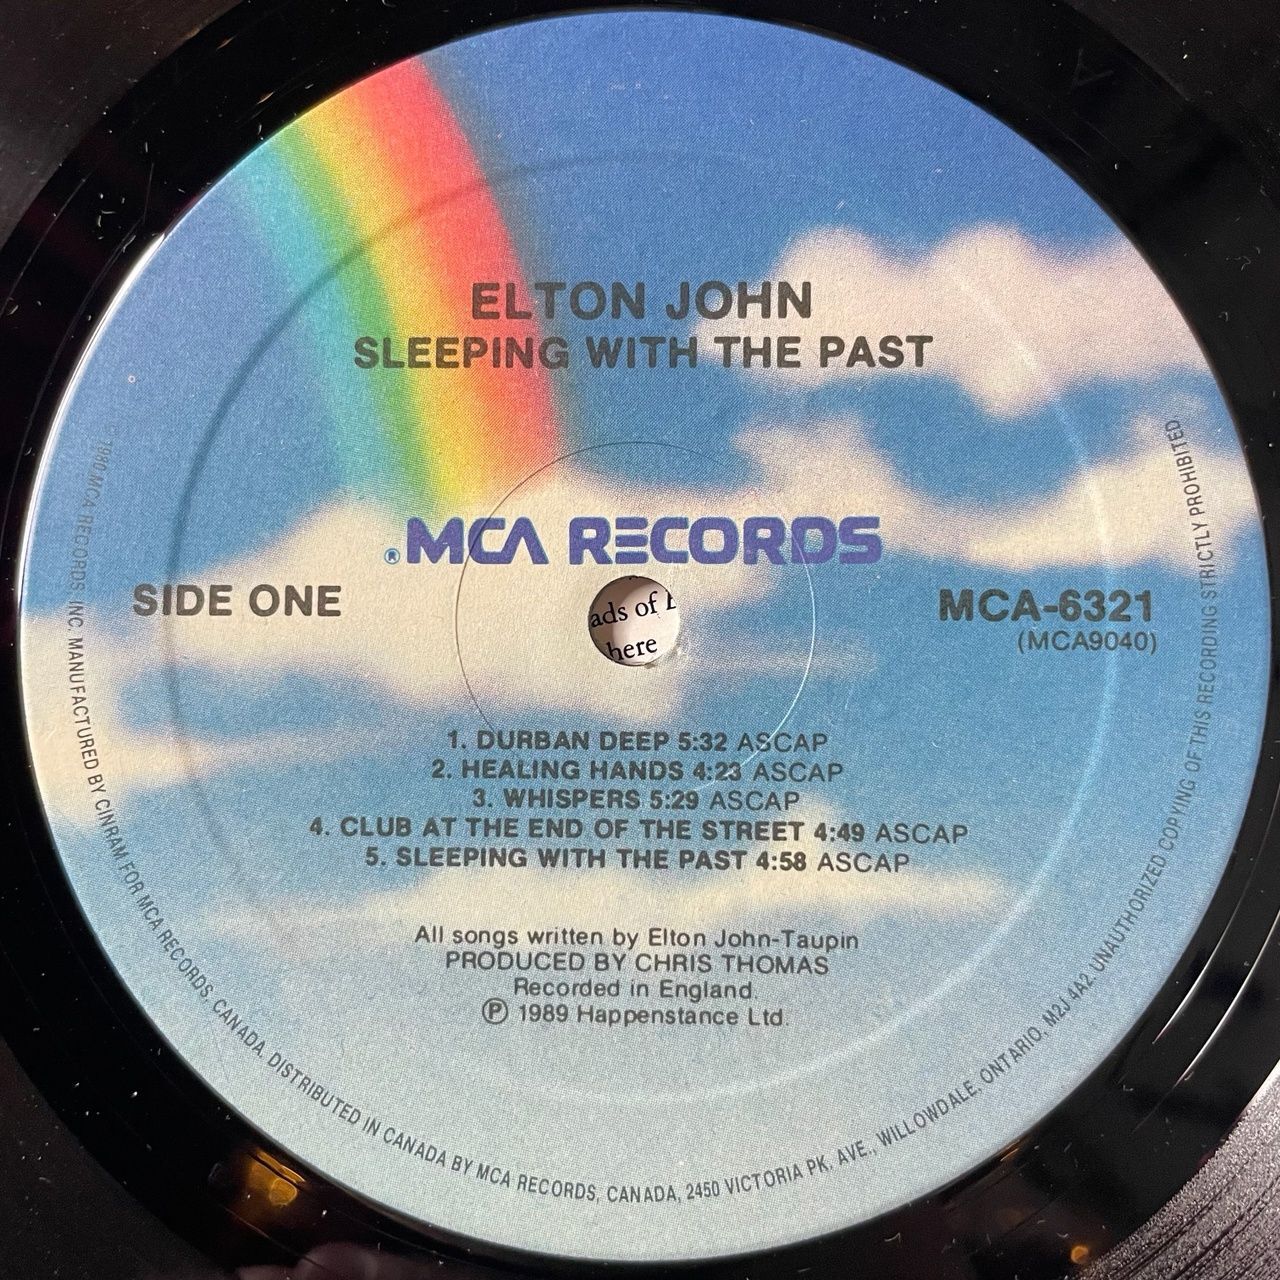 ELTON JOHN
SLEEPING WITH THE PAST
®.MCA RECORDS
SIDE ONE
MCA-6321
(MCA9040)
ads of
here
1. DURBAN DEEP 5:32 ASCAP
2. HEALING HANDS 4:23 ASCAP
3. WHISPERS 5:29 ASCAP
4. CLUB AT THE END OF THE STREET 4:49 ASCAP
5. SLEEPING WITH THE PAST 4:58 ASCAP
All songs written by Elton John-Taupin
PRODUCED BY CHRIS THOMAS
Recorded in England.
℗ 1989 Happenstance Ltd.
©1980 MCA RECORDS, INC. MANUFACTURED BY CINRAM FOR MCA RECORDS, CANADA. DISTRIBUTED IN CANADA BY MCA RECORDS, CANADA, 2450 VICTORIA PK. AVE., WILLOWDALE, ONTARIO, M2J 4A2. UNAUTHORIZED COPYING OF THIS RECORDING STRICTLY PROHIBITED